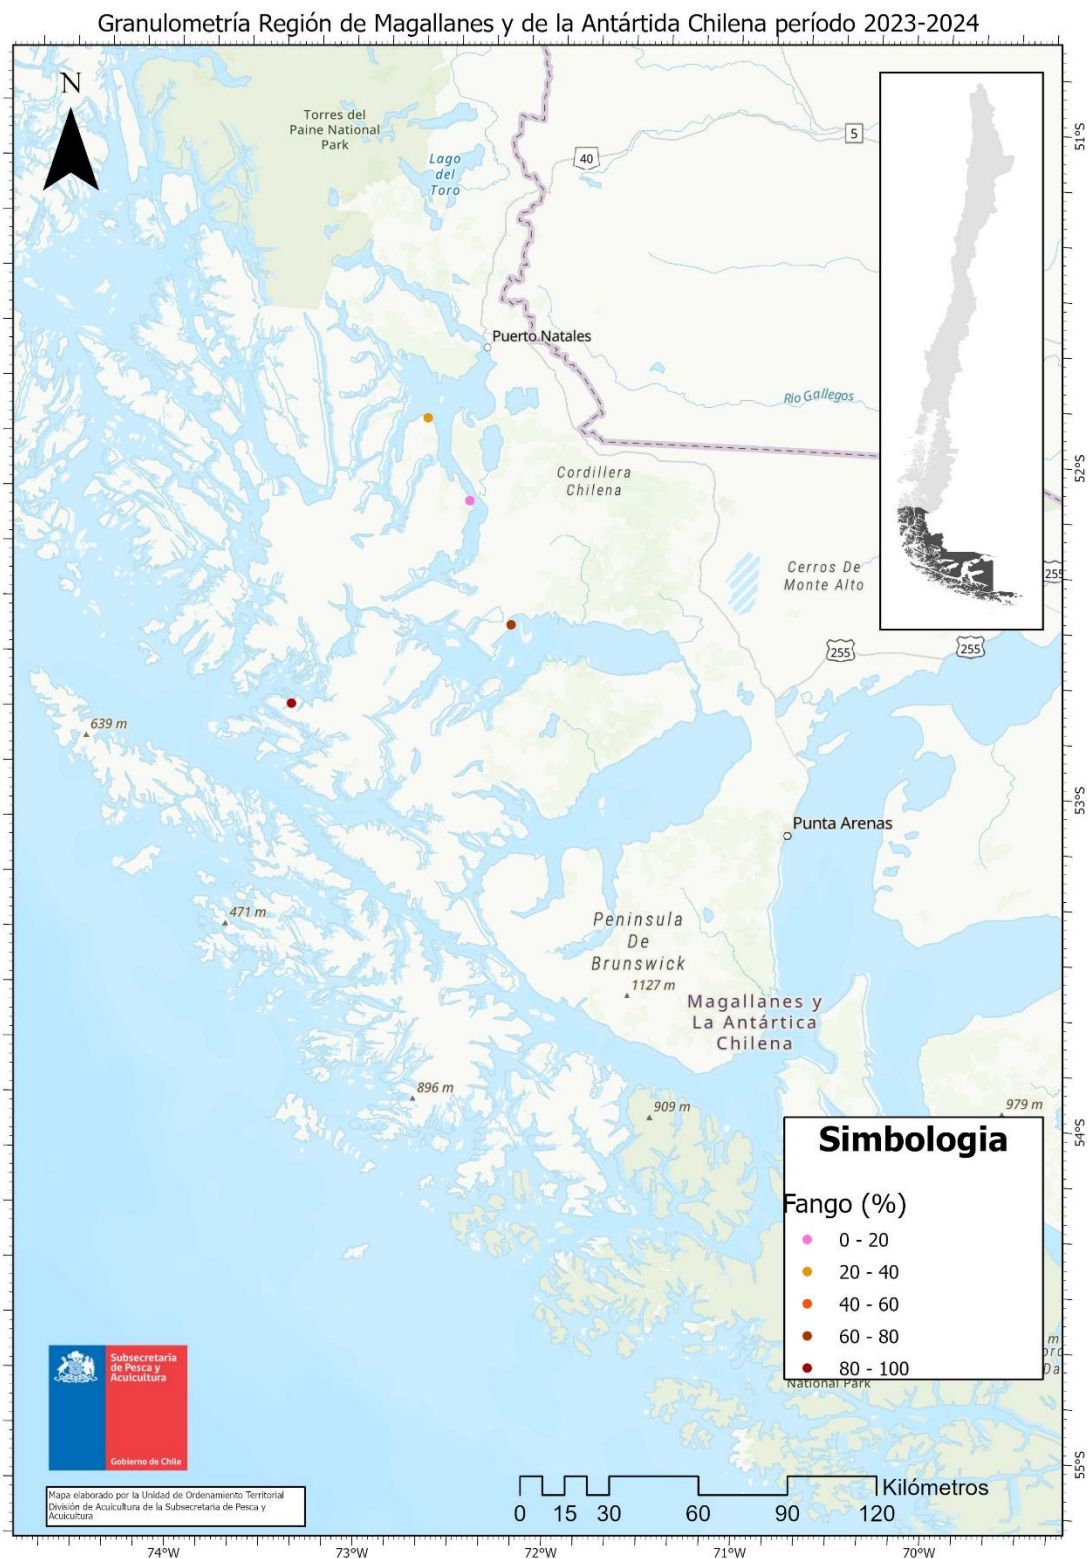 Granulometría Región de Magallanes y de la Antártida Chilena período 2023-2024
N
Torres del
Paine National
Park
Lago
del
Toro
40
5
51°S
Puerto Natales
Rio Gallegos
52°S
Cordillera
Chilena
Cerros De
Monte Alto
255
255
255
639 m
53°S
Punta Arenas
471 m
Peninsula
De
Brunswick
1127 m
Magallanes y
La Antártica
Chilena
896 m
909 m
979 m
54°S
Simbologia
Fango (%)
0 - 20
20 - 40
40 - 60
60 - 80
80 - 100
National Park
55°S
Subsecretaría
de Pesca y
Acuicultura
Gobierno de Chile
Mapa elaborado por la Unidad de Ordenamiento Territorial
División de Acuicultura de la Subsecretaria de Pesca y
Acuicultura
Kilómetros
0 15 30 60 90 120
74°W 73°W 72°W 71°W 70°W